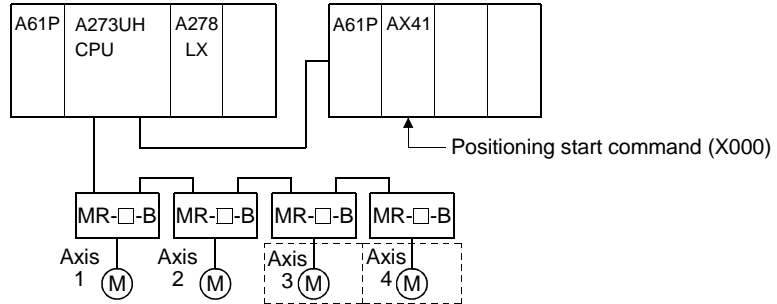 A61P A273UH CPU A278 LX
A61P AX41
Positioning start command (X000)
MR-□-B MR-□-B MR-□-B MR-□-B
Axis 1 M
Axis 2 M
Axis 3 M
Axis 4 M